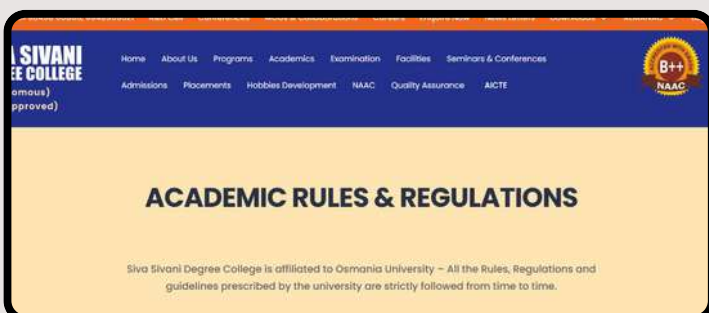 A SIVANI
EE COLLEGE
omous)
pproved)
Home About Us Programs Academics Examination Facilities Seminars & Conferences
Admissions Placements Hobbies Development NAAC Quality Assurance AICTE
B++
NAAC
ACADEMIC RULES & REGULATIONS
Siva Sivani Degree College is affiliated to Osmania University – All the Rules, Regulations and
guidelines prescribed by the university are strictly followed from time to time.